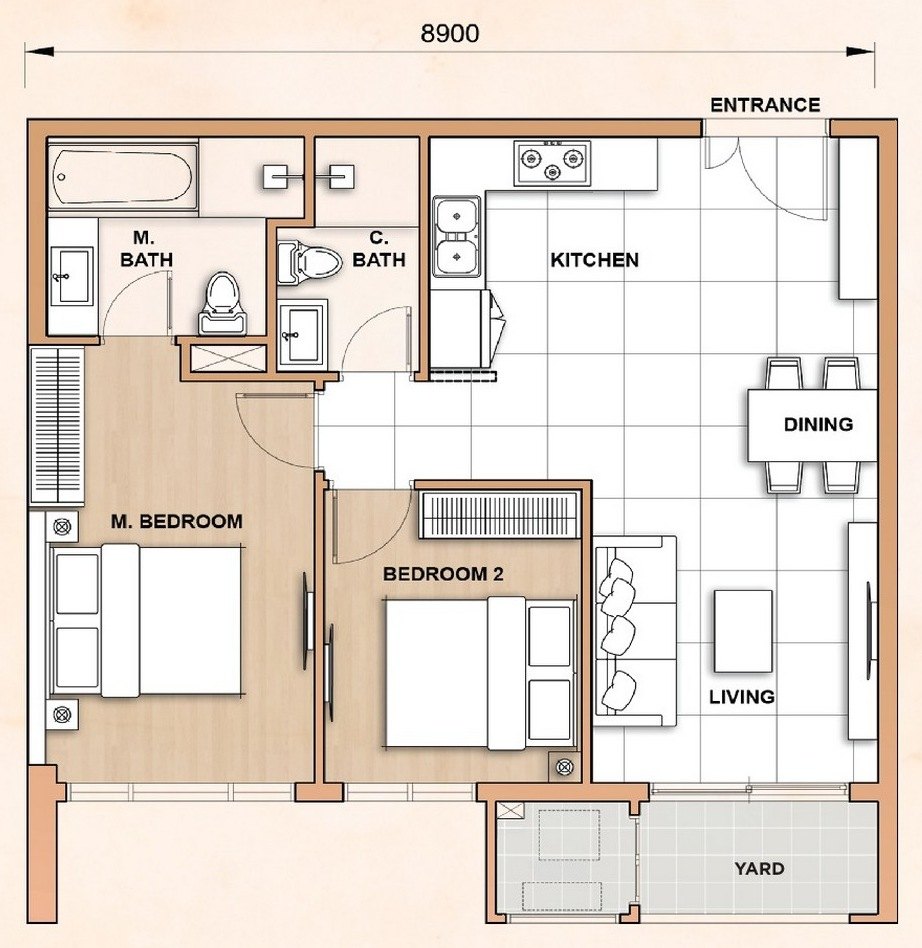 8900
ENTRANCE
M.
BATH
C.
BATH
KITCHEN
DINING
M. BEDROOM
BEDROOM 2
LIVING
YARD